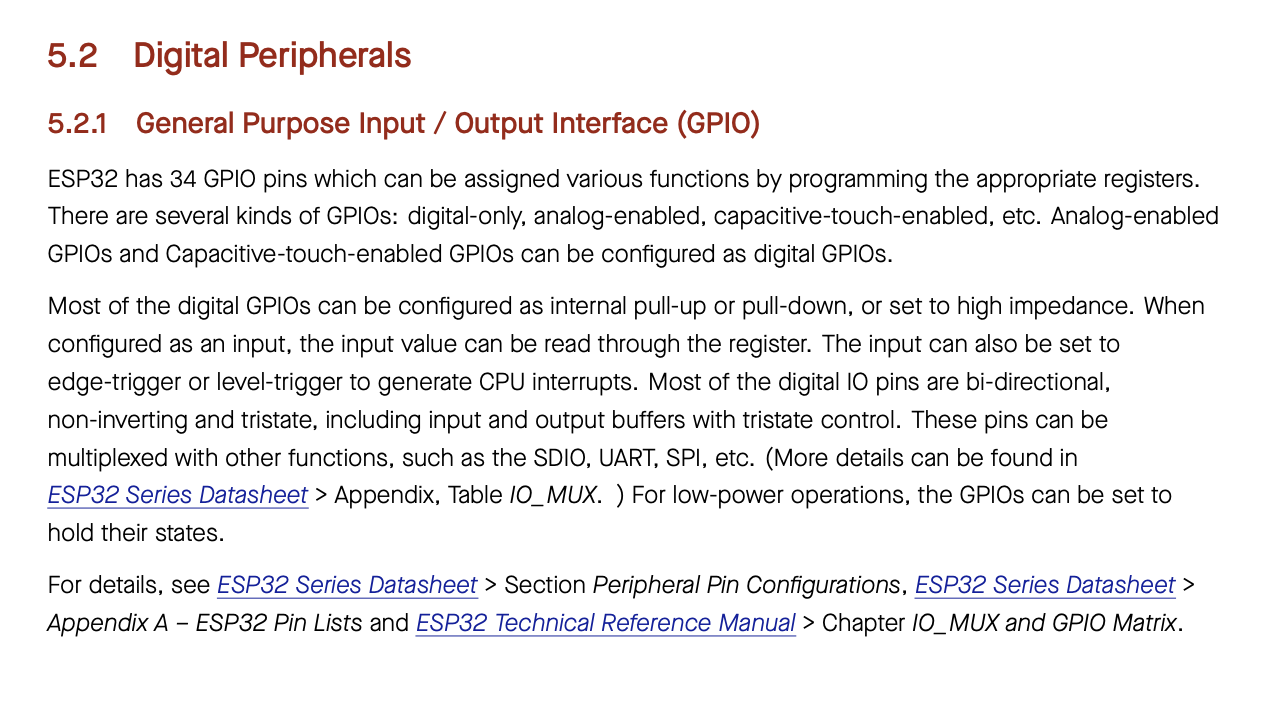 5.2 Digital Peripherals
5.2.1 General Purpose Input / Output Interface (GPIO)
ESP32 has 34 GPIO pins which can be assigned various functions by programming the appropriate registers.
There are several kinds of GPIOs: digital-only, analog-enabled, capacitive-touch-enabled, etc. Analog-enabled
GPIOs and Capacitive-touch-enabled GPIOs can be configured as digital GPIOs.
Most of the digital GPIOs can be configured as internal pull-up or pull-down, or set to high impedance. When
configured as an input, the input value can be read through the register. The input can also be set to
edge-trigger or level-trigger to generate CPU interrupts. Most of the digital IO pins are bi-directional,
non-inverting and tristate, including input and output buffers with tristate control. These pins can be
multiplexed with other functions, such as the SDIO, UART, SPI, etc. (More details can be found in
ESP32 Series Datasheet > Appendix, Table IO_MUX. ) For low-power operations, the GPIOs can be set to
hold their states.
For details, see ESP32 Series Datasheet > Section Peripheral Pin Configurations, ESP32 Series Datasheet >
Appendix A – ESP32 Pin Lists and ESP32 Technical Reference Manual > Chapter IO_MUX and GPIO Matrix.